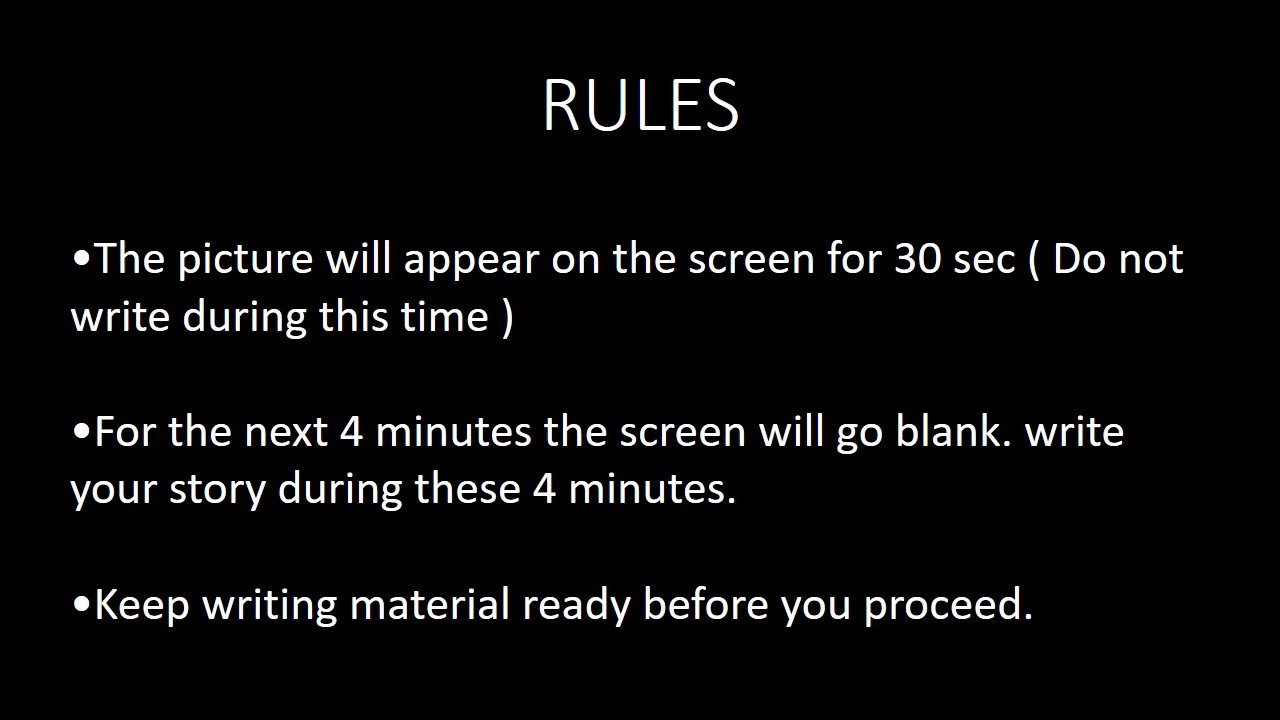 RULES
•The picture will appear on the screen for 30 sec ( Do not
write during this time )
•For the next 4 minutes the screen will go blank. write
your story during these 4 minutes.
•Keep writing material ready before you proceed.